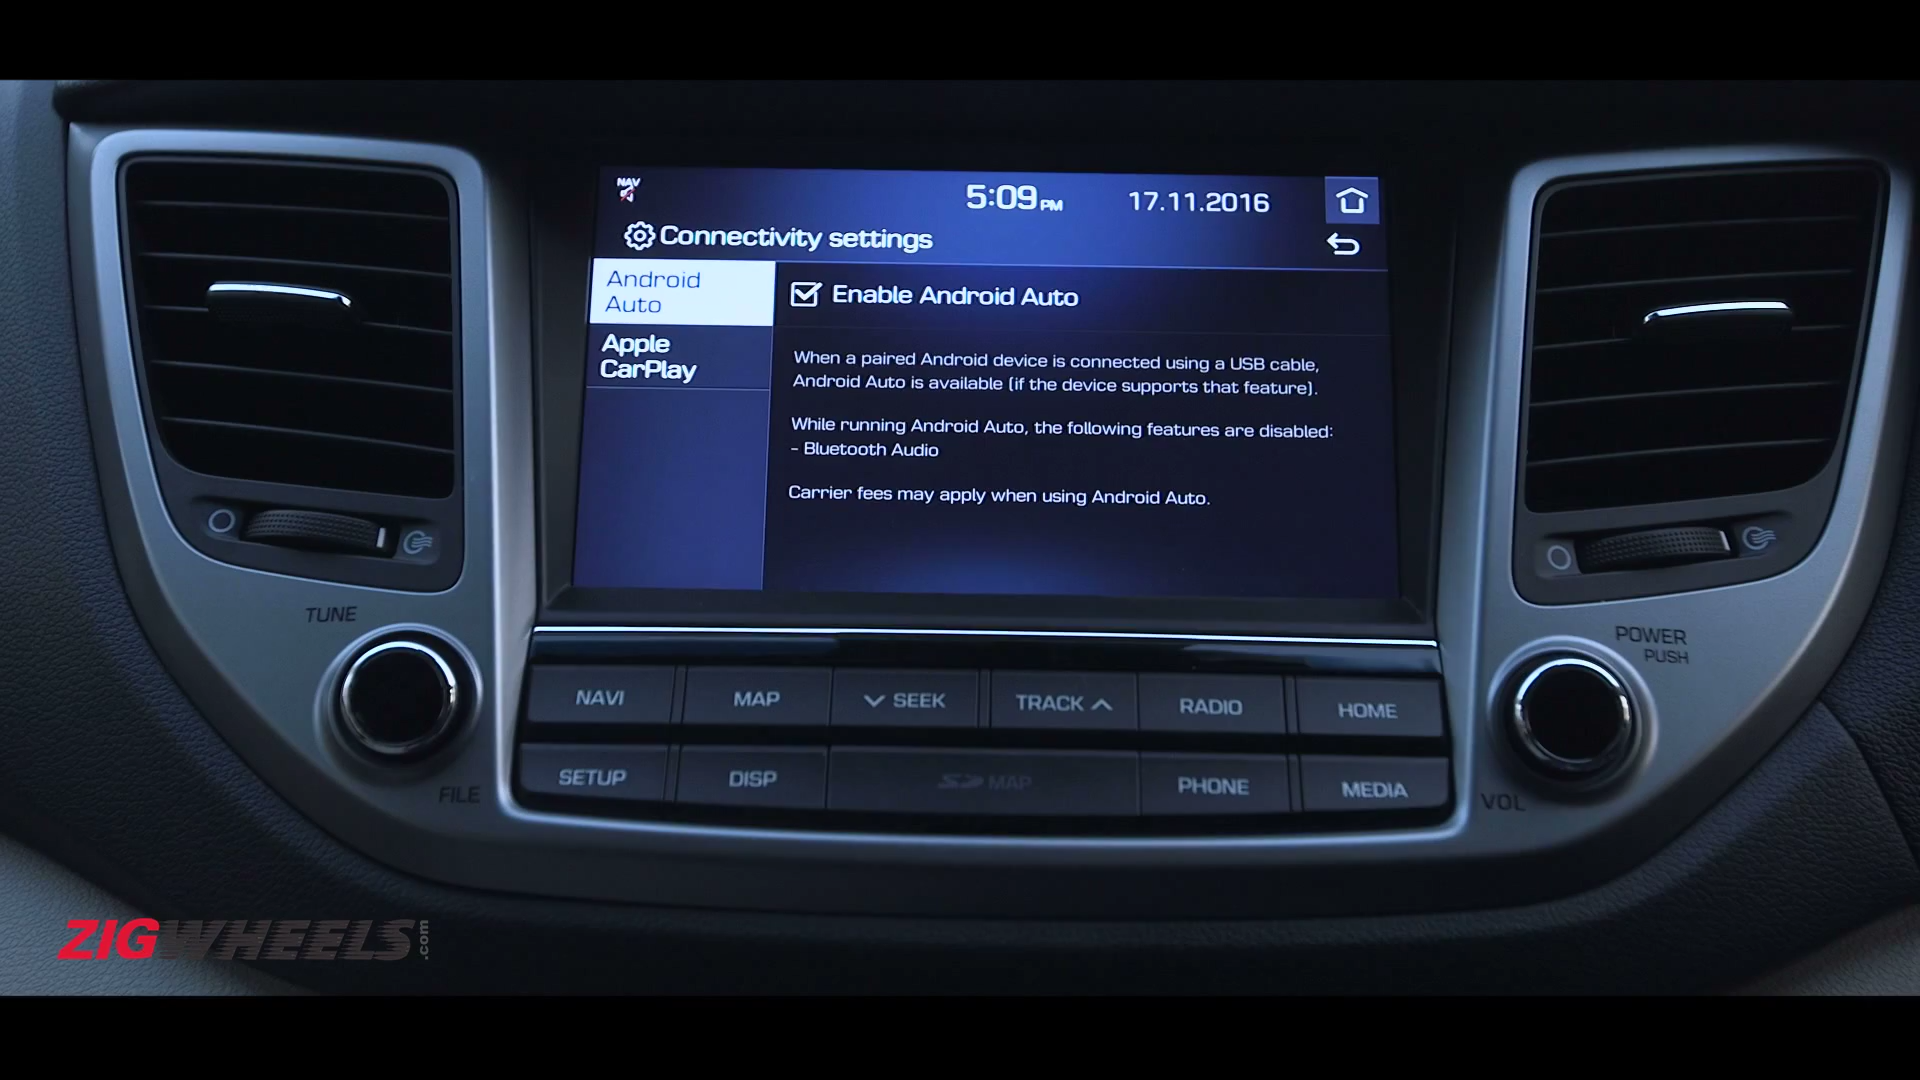 NAV
5:09 PM
17.11.2016
Connectivity settings
Android
Auto
Apple
CarPlay
Enable Android Auto
When a paired Android device is connected using a USB cable,
Android Auto is available (if the device supports that feature).
While running Android Auto, the following features are disabled:
- Bluetooth Audio
Carrier fees may apply when using Android Auto.
TUNE
FILE
POWER
PUSH
VOL
NAVI
MAP
SEEK
TRACK
RADIO
HOME
SETUP
DISP
SD MAP
PHONE
MEDIA
ZIGWHEELS.com